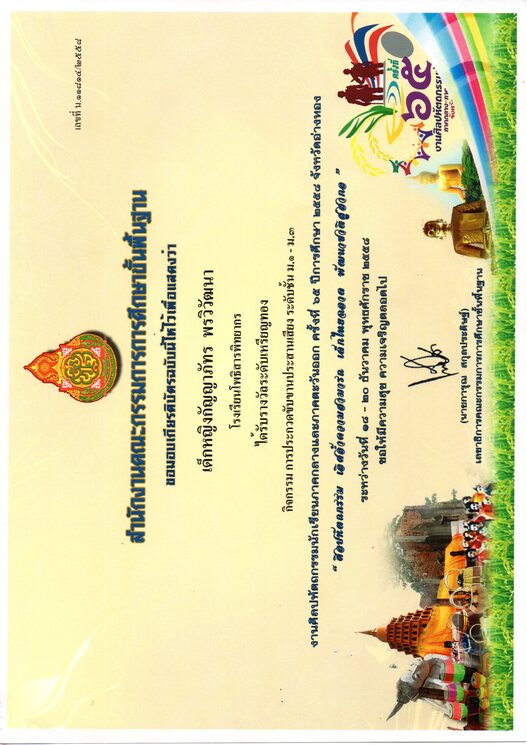 เลขที่ น.๑๑๘๑๔/๒๕๕๘
สำนักงานคณะกรรมการการศึกษาขั้นพื้นฐาน
ขอมอบเกียรติบัตรฉบับนี้ให้ไว้เพื่อแสดงว่า
เด็กหญิงกัญญาภัทร พรวิวัฒนา
โรงเรียนโพธิสารพิทยากร
ได้รับรางวัลระดับเหรียญทอง
กิจกรรม การประกวดขับขานประสานเสียง ระดับชั้น ม.๑ - ม.๓
งานศิลปหัตถกรรมนักเรียนภาคกลางและภาคตะวันออก ครั้งที่ ๖๕ ปีการศึกษา ๒๕๕๘ จังหวัดอ่างทอง
" ศิลปหัตถกรรม เลิศล้ำความสามารถ เด็กไทยฉลาด พัฒนาชาติสู่สากล "
ระหว่างวันที่ ๑๘ - ๒๐ ธันวาคม พุทธศักราช ๒๕๕๘
ขอให้มีความสุข ความเจริญตลอดไป
ครั้งที่
๖๕
งานศิลปหัตถกรรม
ภาคกลาง
(นายการุณ สกุลประดิษฐ์)
เลขาธิการคณะกรรมการการศึกษาขั้นพื้นฐาน